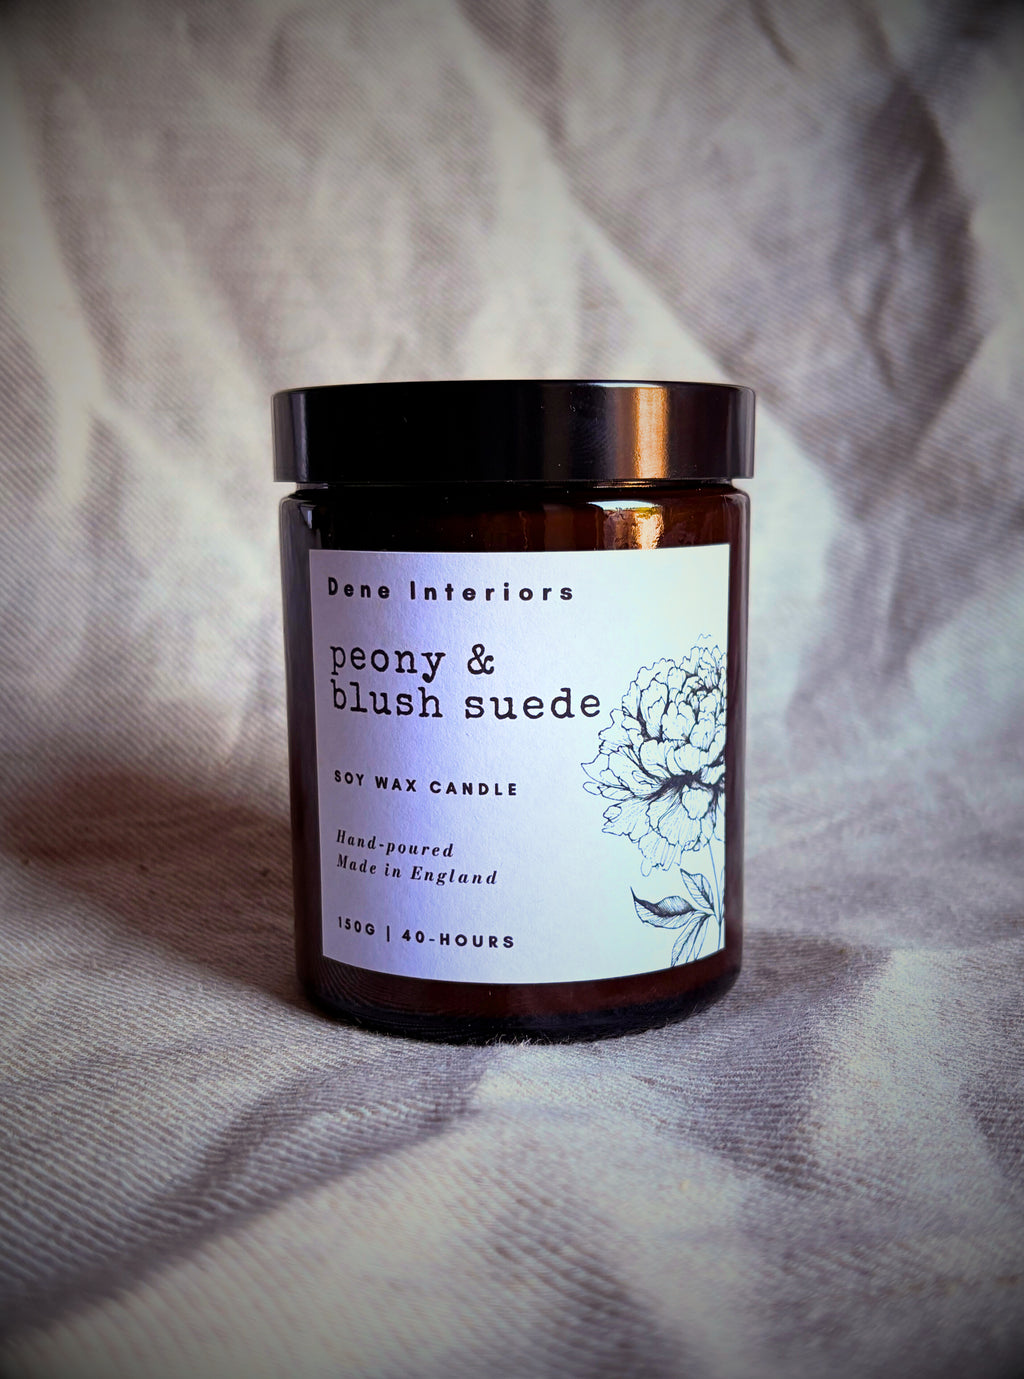 Dene Interiors
peony &
blush suede
SOY WAX CANDLE
Hand-poured
Made in England
150G | 40-HOURS